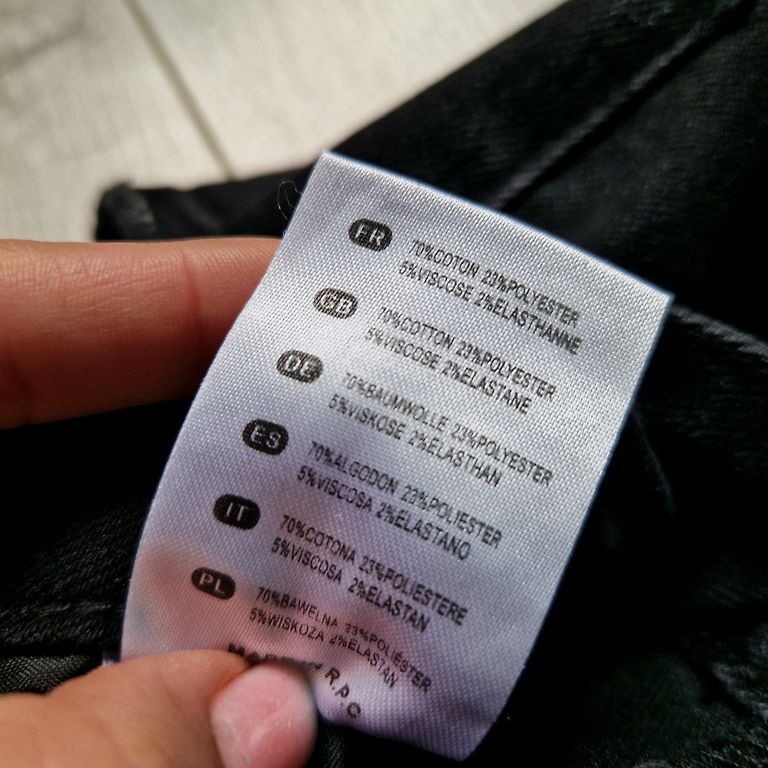 FR
70%COTON 23%POLYESTER
5%VISCOSE 2%ELASTHANNE
GB
70%COTTON 23%POLYESTER
5%VISCOSE 2%ELASTANE
DE
70%BAUMWOLLE 23%POLYESTER
5%VISKOSE 2%ELASTHAN
ES
70%ALGODON 23%POLIESTER
5%VISCOSA 2%ELASTANO
IT
70%COTONA 23%POLIESTERE
5%VISCOSA 2%ELASTAN
PL
70%BAWELNA 23%POLIÉSTER
5%WISKOZA 2%ELASTAN
R.P.C